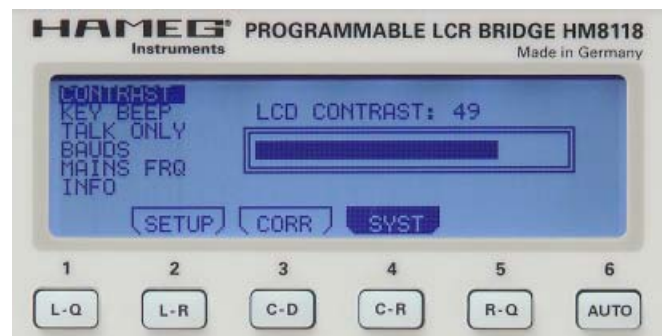 HAMEG® PROGRAMMABLE LCR BRIDGE HM8118
Instruments
Made in Germany
CONTRAST
KEY BEEP
TALK ONLY
BAUDS
MAINS FRQ
INFO
LCD CONTRAST: 49
SETUP CORR SYST
1 2 3 4 5 6
L-Q L-R C-D C-R R-Q AUTO